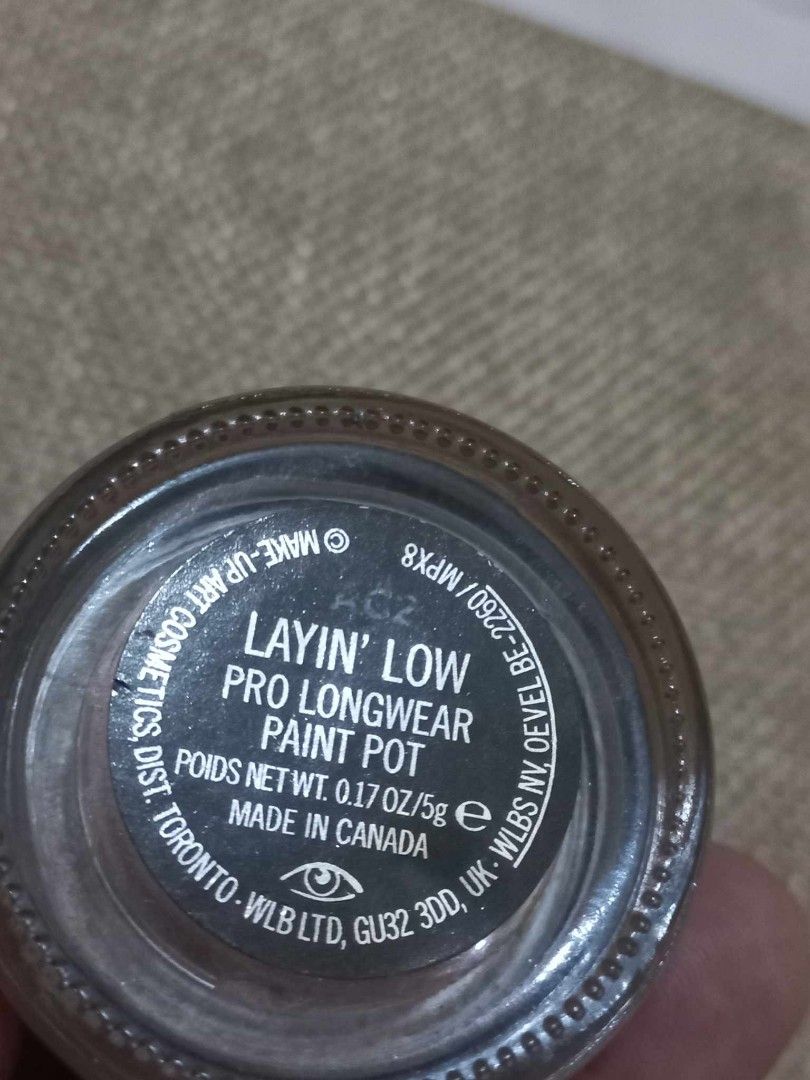 LAYIN' LOW
PRO LONGWEAR
PAINT POT
POIDS NET WT. 0.17 OZ/5g e
MADE IN CANADA
© MAKE-UP ART COSMETICS, DIST. TORONTO · WLB LTD, GU32 3DD, UK · WLBS NV, OEVEL BE-2260 / MPX8